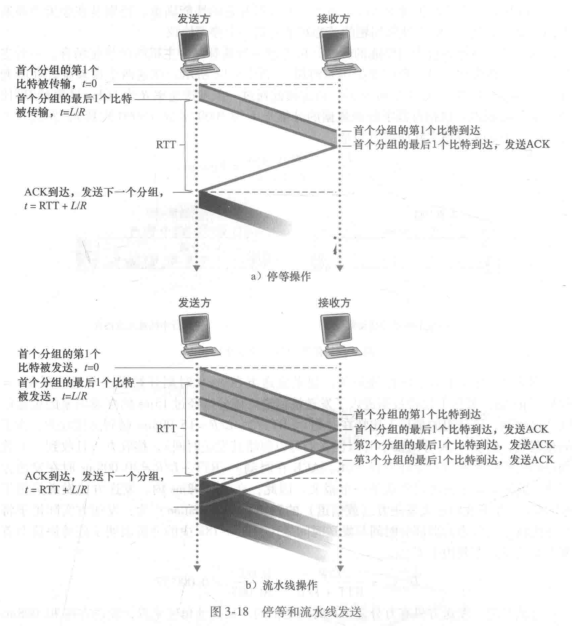 发送方
接收方
首个分组的第1个
比特被传输，t=0
首个分组的最后1个比特
被传输，t=L/R
首个分组的第1个比特到达
首个分组的最后1个比特到达，发送ACK
RTT
ACK到达，发送下一个分组，
t = RTT + L/R
a）停等操作
发送方
接收方
首个分组的第1个
比特被发送，t=0
首个分组的最后1个比特
被发送，t=L/R
首个分组的第1个比特到达
首个分组的最后1个比特到达，发送ACK
RTT
第2个分组的最后1个比特到达，发送ACK
第3个分组的最后1个比特到达，发送ACK
ACK到达，发送下一个分组，
t = RTT + L/R
b）流水线操作
图 3-18 停等和流水线发送